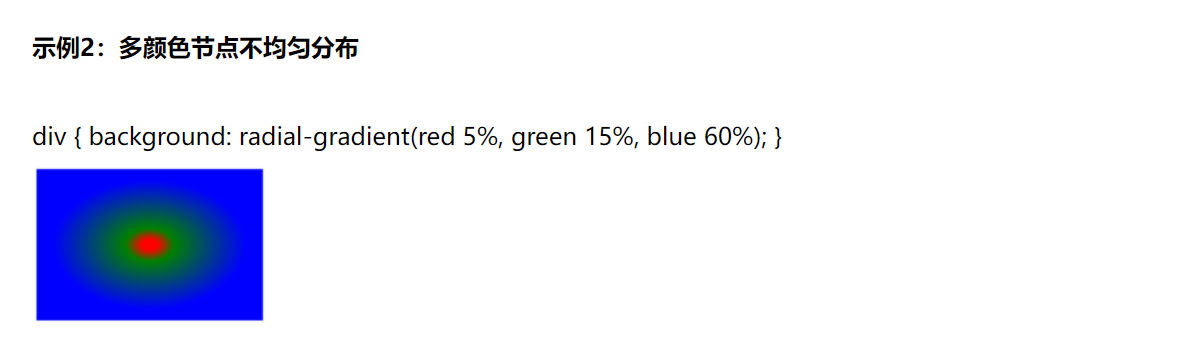 示例2：多颜色节点不均匀分布
div { background: radial-gradient(red 5%, green 15%, blue 60%); }